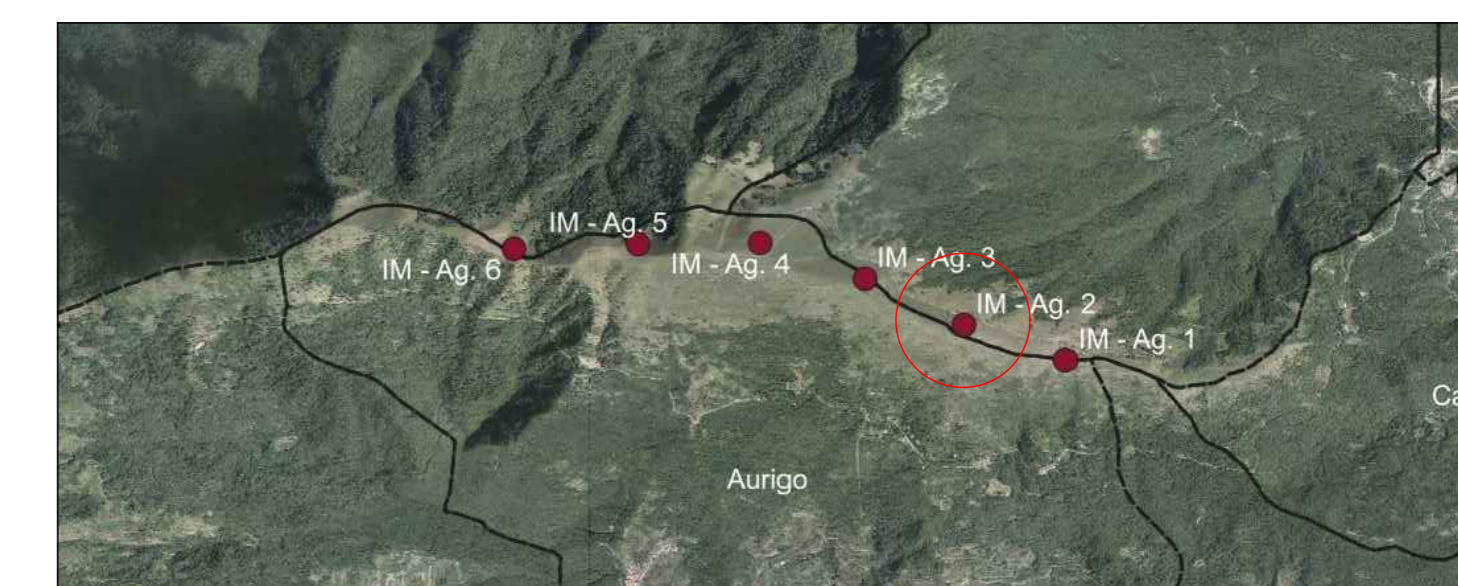 IM - Ag. 5
IM - Ag. 6
IM - Ag. 4
IM - Ag. 3
IM - Ag. 2
IM - Ag. 1
Ca
Aurigo